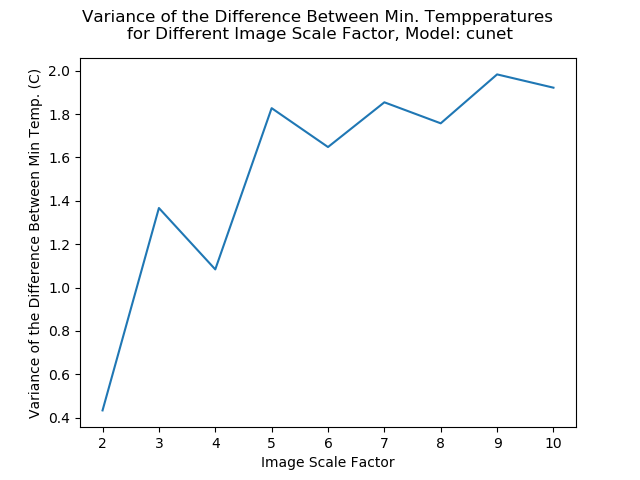 Variance of the Difference Between Min. Tempperatures
for Different Image Scale Factor, Model: cunet
Variance of the Difference Between Min Temp. (C)
2.0
1.8
1.6
1.4
1.2
1.0
0.8
0.6
0.4
2 3 4 5 6 7 8 9 10
Image Scale Factor